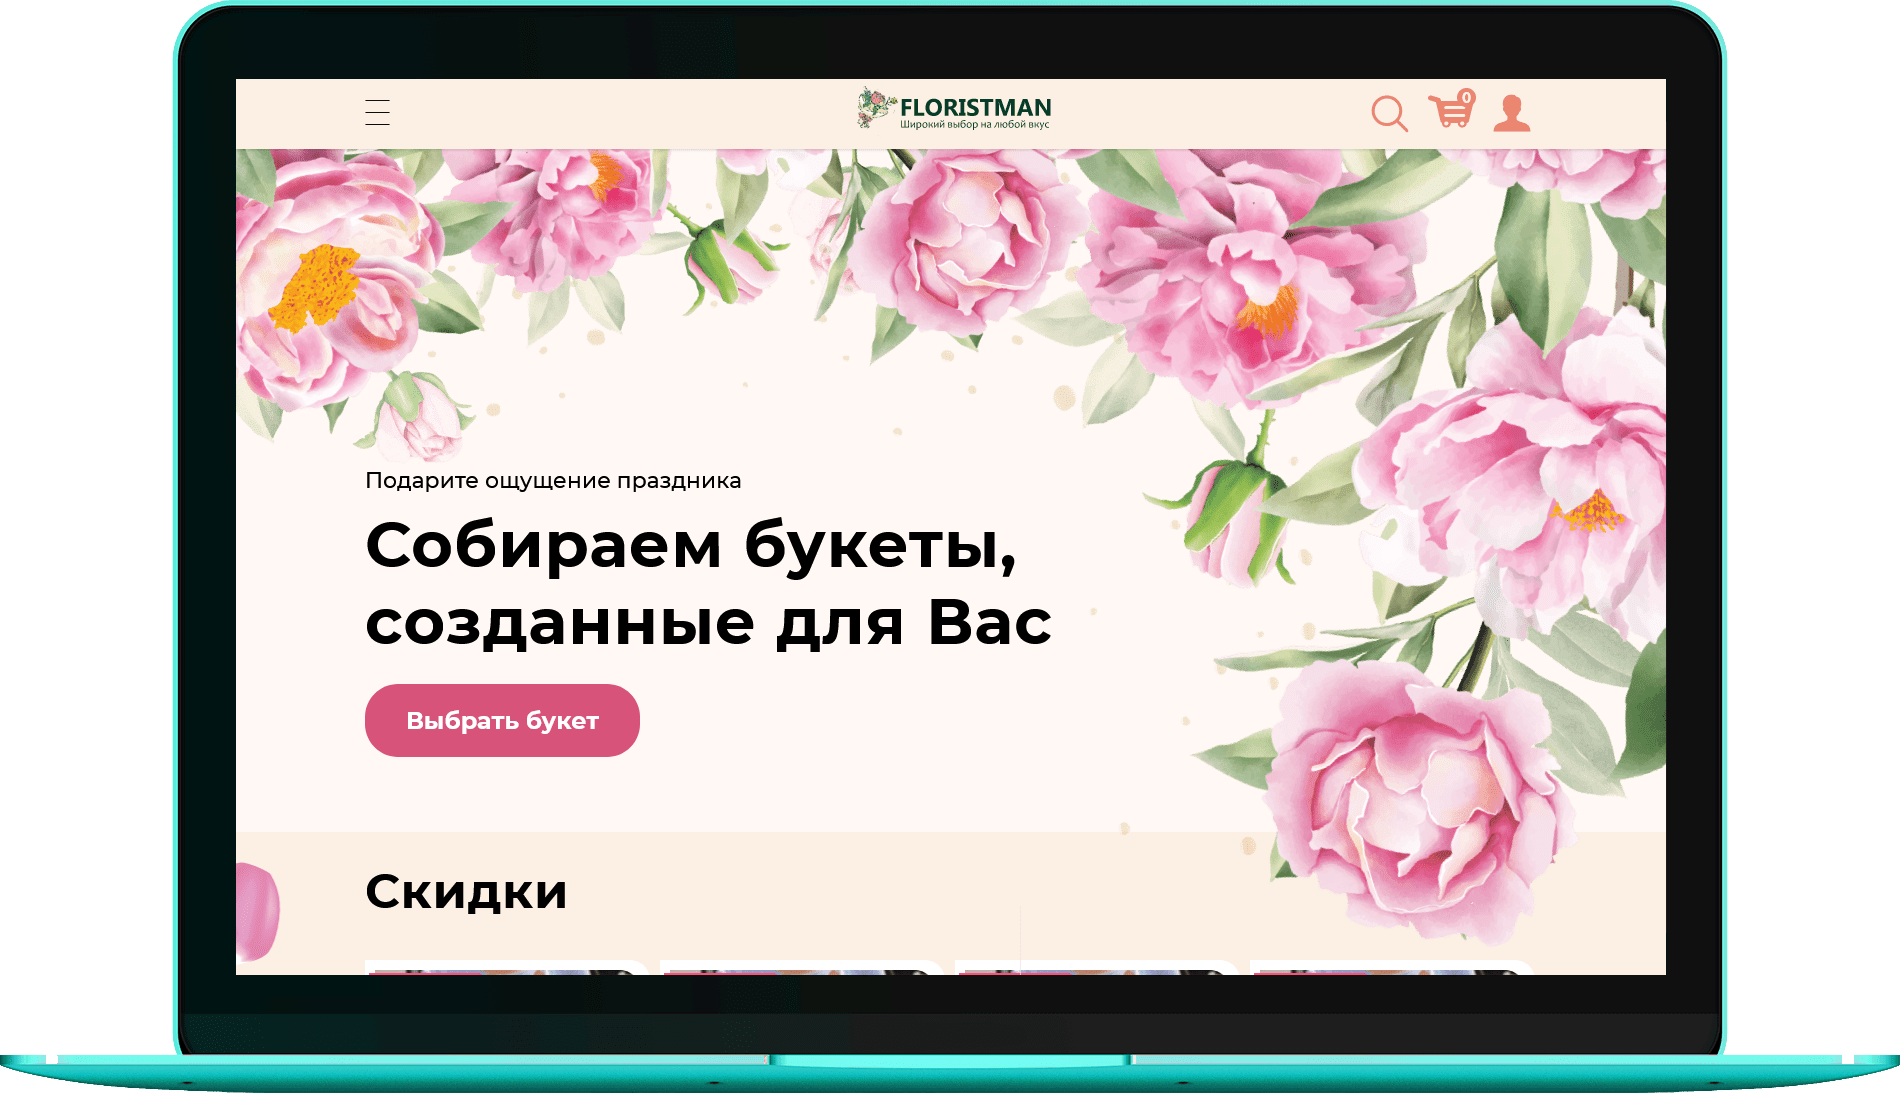 FLORISTMAN
Широкий выбор на любой вкус
0
Подарите ощущение праздника
Собираем букеты,
созданные для Вас
Выбрать букет
Скидки